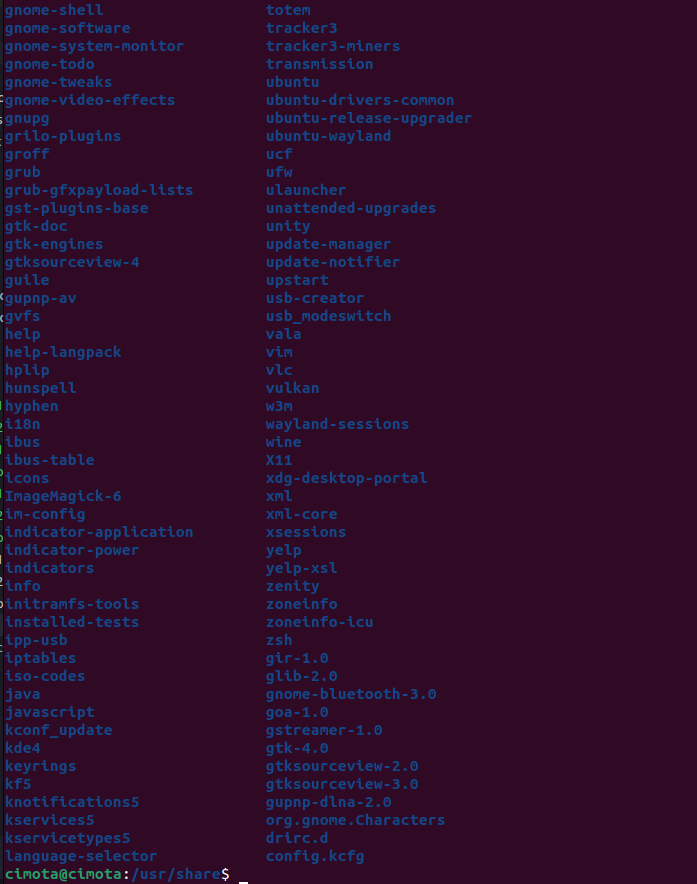 gnome-shell totem
gnome-software tracker3
gnome-system-monitor tracker3-miners
gnome-todo transmission
gnome-tweaks ubuntu
gnome-video-effects ubuntu-drivers-common
gnupg ubuntu-release-upgrader
grilo-plugins ubuntu-wayland
groff ucf
grub ufw
grub-gfxpayload-lists ulauncher
gst-plugins-base unattended-upgrades
gtk-doc unity
gtk-engines update-manager
gtksourceview-4 update-notifier
guile upstart
gupnp-av usb-creator
gvfs usb_modeswitch
help vala
help-langpack vim
hplip vlc
hunspell vulkan
hyphen w3m
i18n wayland-sessions
ibus wine
ibus-table X11
icons xdg-desktop-portal
ImageMagick-6 xml
im-config xml-core
indicator-application xsessions
indicator-power yelp
indicators yelp-xsl
info zenity
initramfs-tools zoneinfo
installed-tests zoneinfo-icu
ipp-usb zsh
iptables gir-1.0
iso-codes glib-2.0
java gnome-bluetooth-3.0
javascript goa-1.0
kconf_update gstreamer-1.0
kde4 gtk-4.0
keyrings gtksourceview-2.0
kf5 gtksourceview-3.0
knotifications5 gupnp-dlna-2.0
kservices5 org.gnome.Characters
kservicetypes5 drirc.d
language-selector config.kcfg
cimota@cimota:/usr/share$